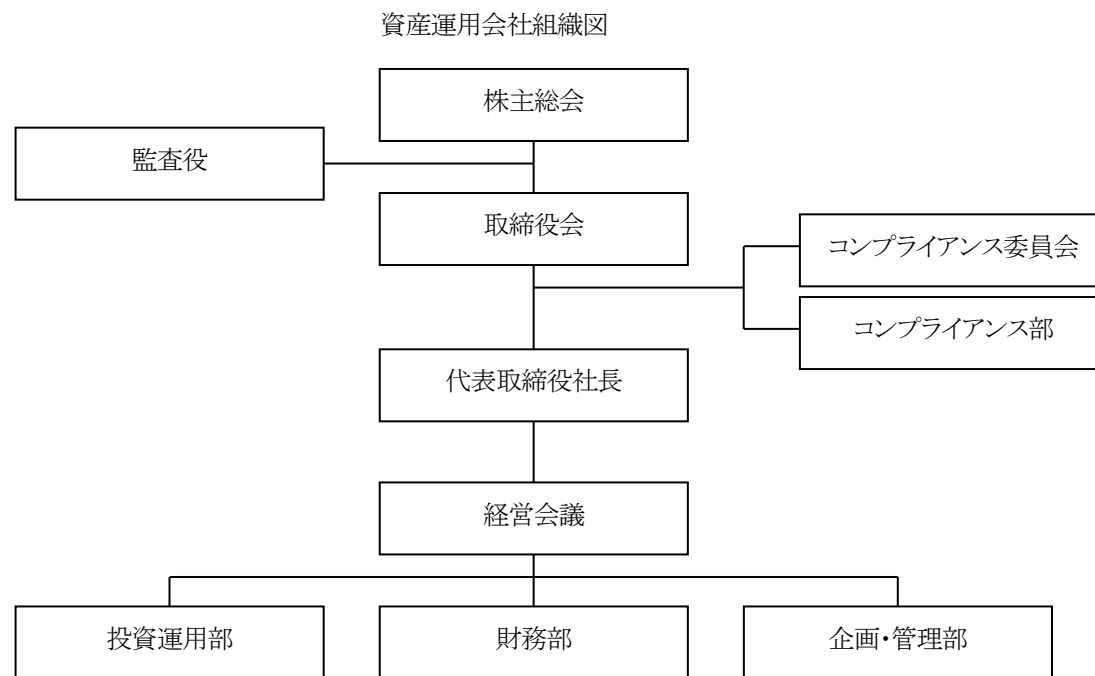 資産運用会社組織図
株主総会
監査役
取締役会
コンプライアンス委員会
コンプライアンス部
代表取締役社長
経営会議
投資運用部
財務部
企画・管理部